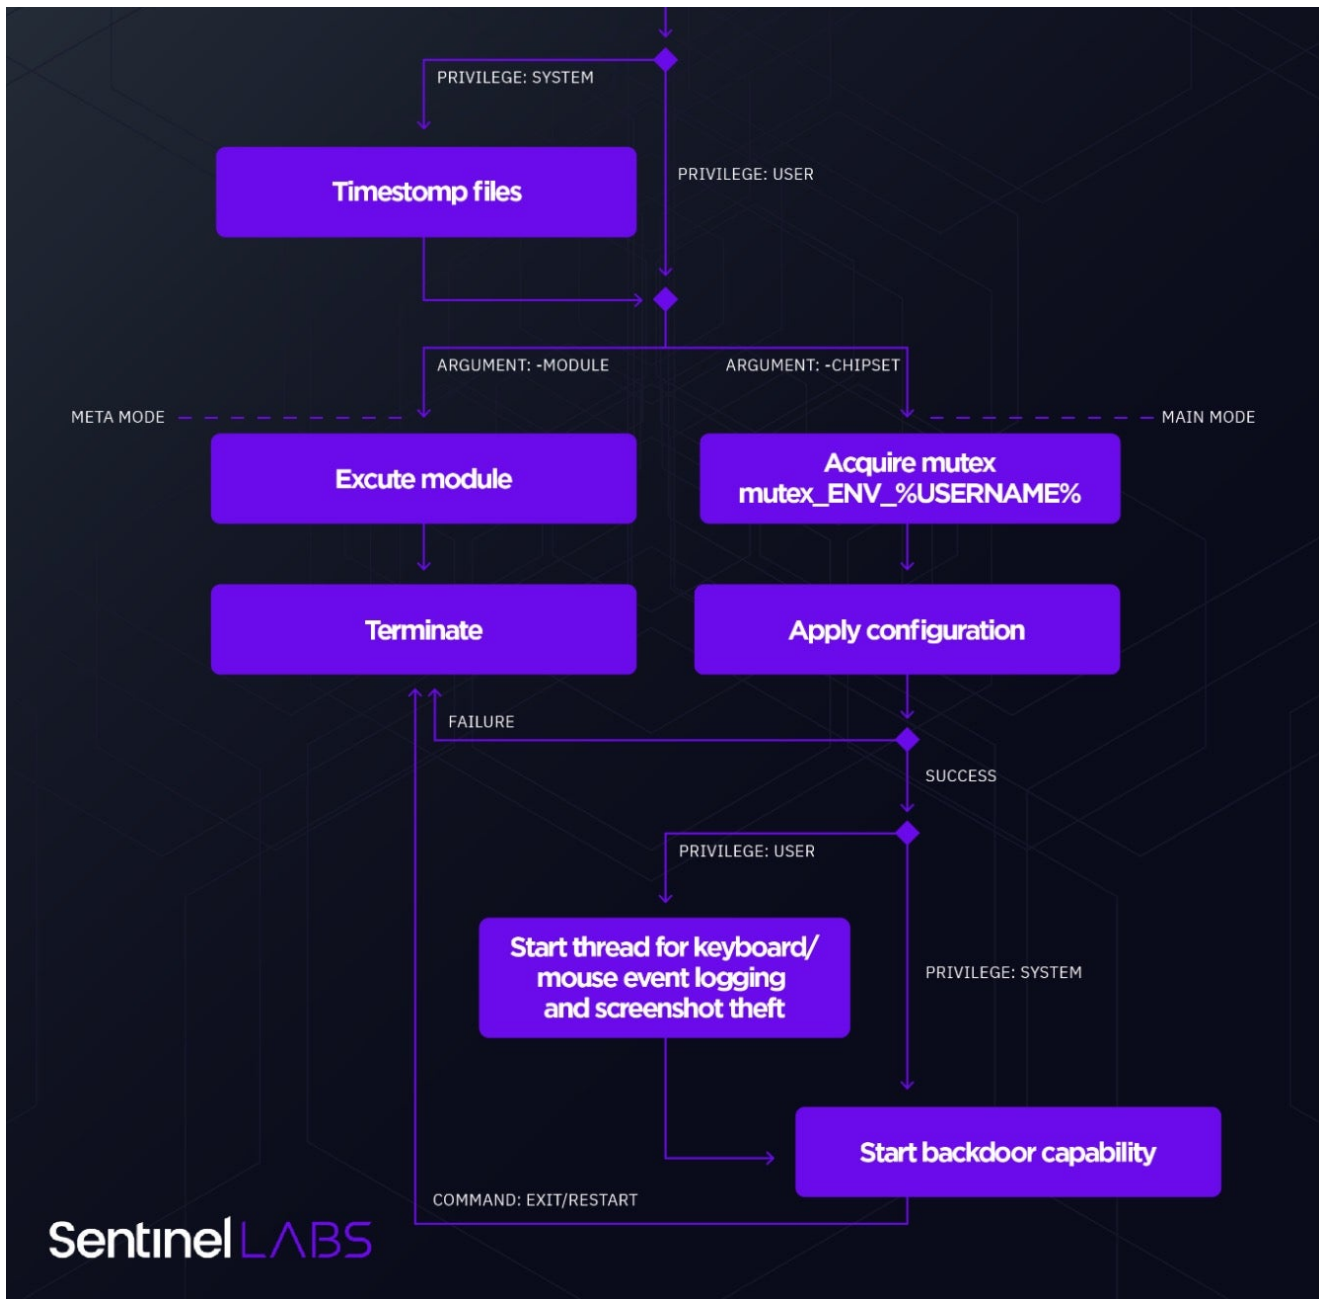 PRIVILEGE: SYSTEM
Timestomp files
PRIVILEGE: USER
ARGUMENT: -MODULE
ARGUMENT: -CHIPSET
META MODE
MAIN MODE
Excute module
Acquire mutex
mutex_ENV_%USERNAME%
Terminate
Apply configuration
FAILURE
SUCCESS
PRIVILEGE: USER
Start thread for keyboard/
mouse event logging
and screenshot theft
PRIVILEGE: SYSTEM
Start backdoor capability
COMMAND: EXIT/RESTART
Sentinel LABS